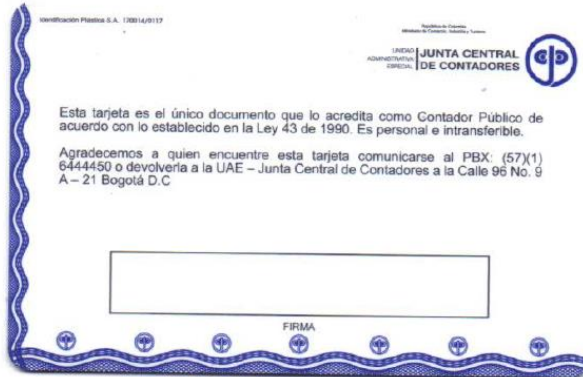 Identificación Plástica S.A. 170014/0117
República de Colombia
Ministerio de Comercio, Industria y Turismo
UNIDAD
ADMINISTRATIVA
ESPECIAL
JUNTA CENTRAL
DE CONTADORES
Esta tarjeta es el único documento que lo acredita como Contador Público de
acuerdo con lo establecido en la Ley 43 de 1990. Es personal e intransferible.
Agradecemos a quien encuentre esta tarjeta comunicarse al PBX: (57)(1)
6444450 o devolverla a la UAE – Junta Central de Contadores a la Calle 96 No. 9
A – 21 Bogotá D.C
FIRMA